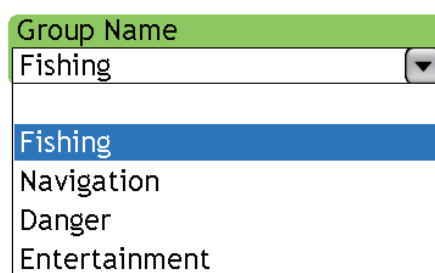 Group Name
Fishing
Fishing
Navigation
Danger
Entertainment